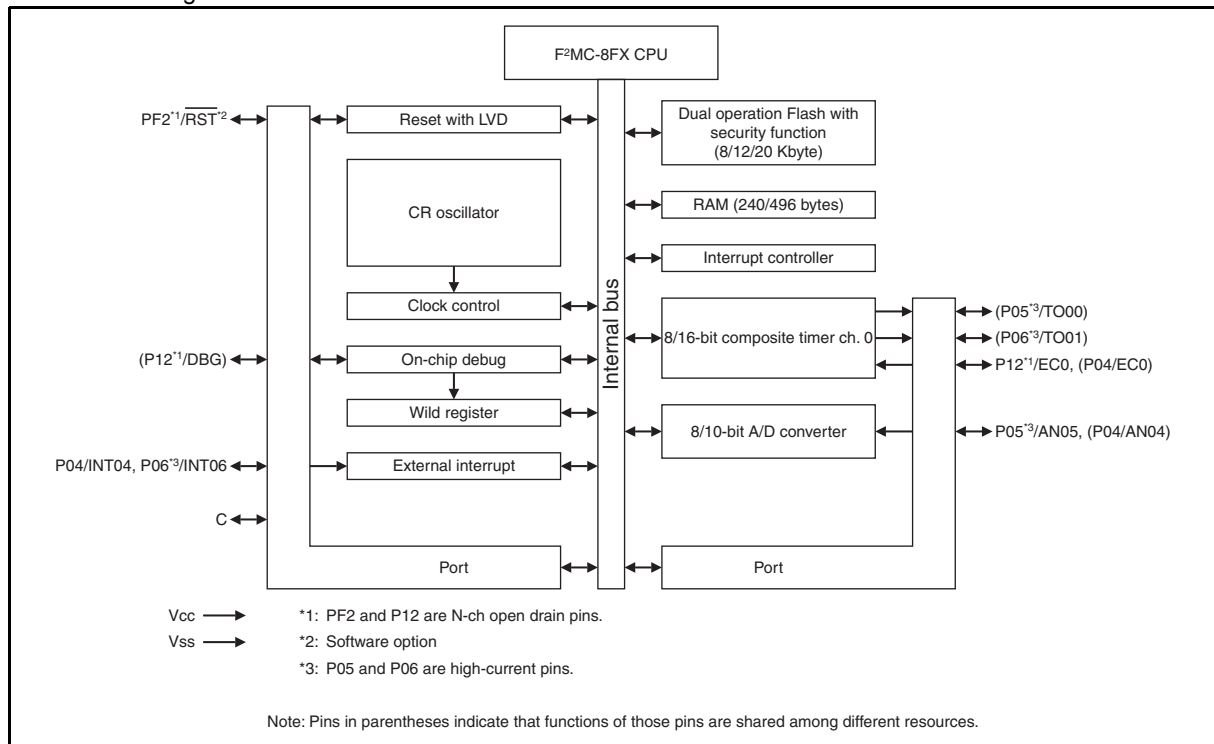 F²MC-8FX CPU
PF2*1/RST*2
Reset with LVD
Dual operation Flash with
security function
(8/12/20 Kbyte)
CR oscillator
RAM (240/496 bytes)
Interrupt controller
Clock control
Internal bus
8/16-bit composite timer ch. 0
(P05*3/TO00)
(P06*3/TO01)
P12*1/EC0, (P04/EC0)
(P12*1/DBG)
On-chip debug
Wild register
8/10-bit A/D converter
P05*3/AN05, (P04/AN04)
P04/INT04, P06*3/INT06
External interrupt
C
Port
Port
Vcc
*1: PF2 and P12 are N-ch open drain pins.
Vss
*2: Software option
*3: P05 and P06 are high-current pins.
Note: Pins in parentheses indicate that functions of those pins are shared among different resources.